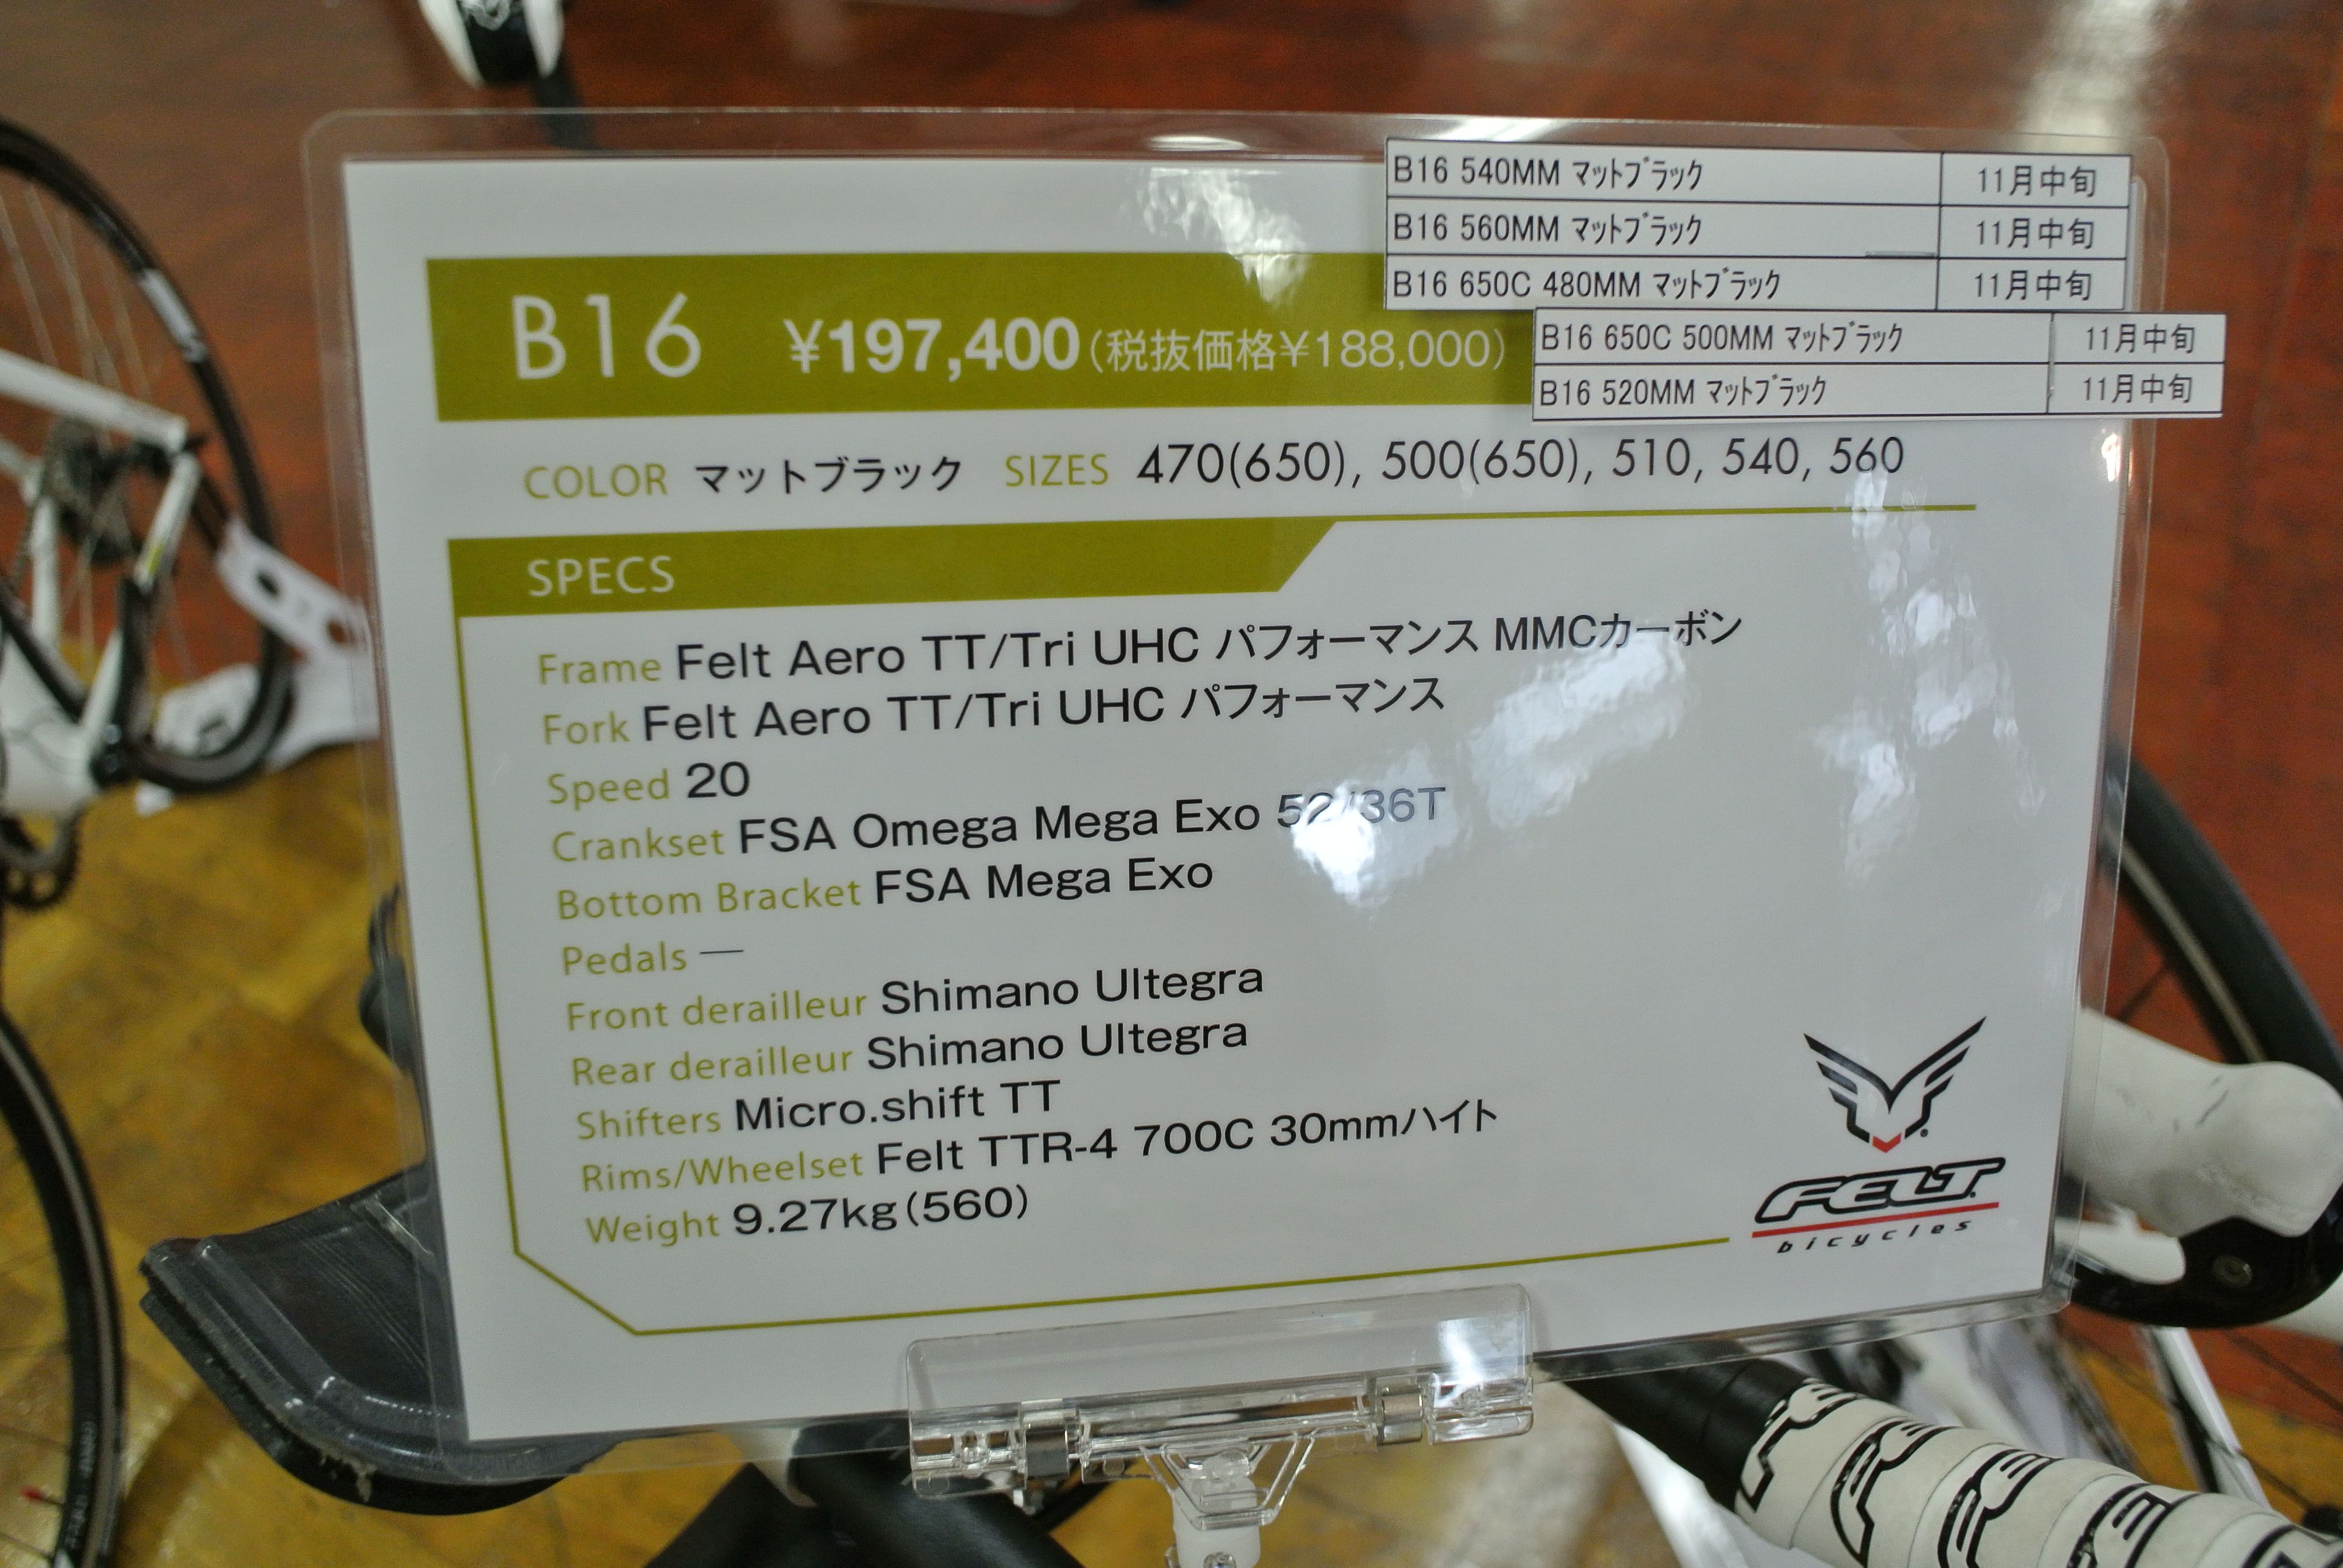 B16 540MM マットブラック 11月中旬
B16 560MM マットブラック 11月中旬
B16 650C 480MM マットブラック 11月中旬
B16 650C 500MM マットブラック 11月中旬
B16 520MM マットブラック 11月中旬
B16 ¥197,400(税抜価格¥188,000)
COLOR マットブラック SIZES 470(650), 500(650), 510, 540, 560
SPECS
Frame Felt Aero TT/Tri UHC パフォーマンス MMCカーボン
Fork Felt Aero TT/Tri UHC パフォーマンス
Speed 20
Crankset FSA Omega Mega Exo 52/36T
Bottom Bracket FSA Mega Exo
Pedals —
Front derailleur Shimano Ultegra
Rear derailleur Shimano Ultegra
Shifters Micro.shift TT
Rims/Wheelset Felt TTR-4 700C 30mmハイト
Weight 9.27kg(560)
FELT
bicycles